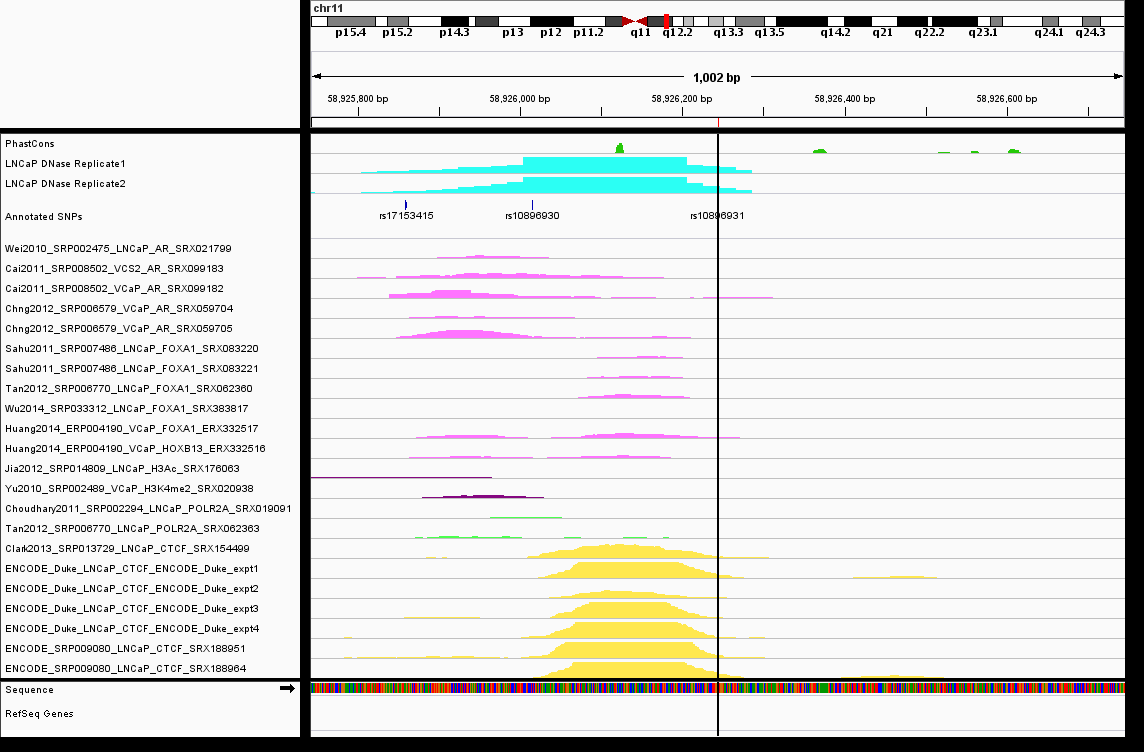 chr11
p15.4 p15.2 p14.3 p13 p12 p11.2 q11 q12.2 q13.3 q13.5 q14.2 q21 q22.2 q23.1 q24.1 q24.3
1,002 bp
58,925,800 bp 58,926,000 bp 58,926,200 bp 58,926,400 bp 58,926,600 bp
PhastCons
LNCaP DNase Replicate1
LNCaP DNase Replicate2
Annotated SNPs rs17153415 rs10896930 rs10896931
Wei2010_SRP002475_LNCaP_AR_SRX021799
Cai2011_SRP008502_VCS2_AR_SRX099183
Cai2011_SRP008502_VCaP_AR_SRX099182
Chng2012_SRP006579_VCaP_AR_SRX059704
Chng2012_SRP006579_VCaP_AR_SRX059705
Sahu2011_SRP007486_LNCaP_FOXA1_SRX083220
Sahu2011_SRP007486_LNCaP_FOXA1_SRX083221
Tan2012_SRP006770_LNCaP_FOXA1_SRX062360
Wu2014_SRP033312_LNCaP_FOXA1_SRX383817
Huang2014_ERP004190_VCaP_FOXA1_ERX332517
Huang2014_ERP004190_VCaP_HOXB13_ERX332516
Jia2012_SRP014809_LNCaP_H3Ac_SRX176063
Yu2010_SRP002489_VCaP_H3K4me2_SRX020938
Choudhary2011_SRP002294_LNCaP_POLR2A_SRX019091
Tan2012_SRP006770_LNCaP_POLR2A_SRX062363
Clark2013_SRP013729_LNCaP_CTCF_SRX154499
ENCODE_Duke_LNCaP_CTCF_ENCODE_Duke_expt1
ENCODE_Duke_LNCaP_CTCF_ENCODE_Duke_expt2
ENCODE_Duke_LNCaP_CTCF_ENCODE_Duke_expt3
ENCODE_Duke_LNCaP_CTCF_ENCODE_Duke_expt4
ENCODE_SRP009080_LNCaP_CTCF_SRX188951
ENCODE_SRP009080_LNCaP_CTCF_SRX188964
Sequence
RefSeq Genes